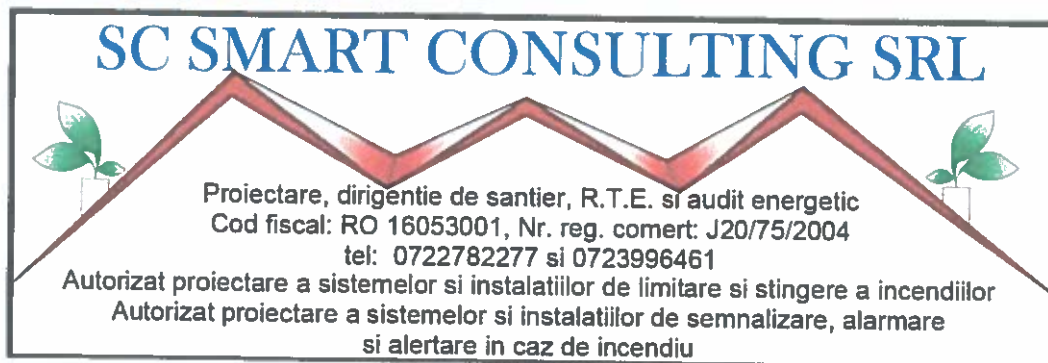 SC SMART CONSULTING SRL
Proiectare, dirigentie de santier, R.T.E. si audit energetic
Cod fiscal: RO 16053001, Nr. reg. comert: J20/75/2004
tel: 0722782277 si 0723996461
Autorizat proiectare a sistemelor si instalatiilor de limitare si stingere a incendiilor
Autorizat proiectare a sistemelor si instalatiilor de semnalizare, alarmare
si alertare in caz de incendiu